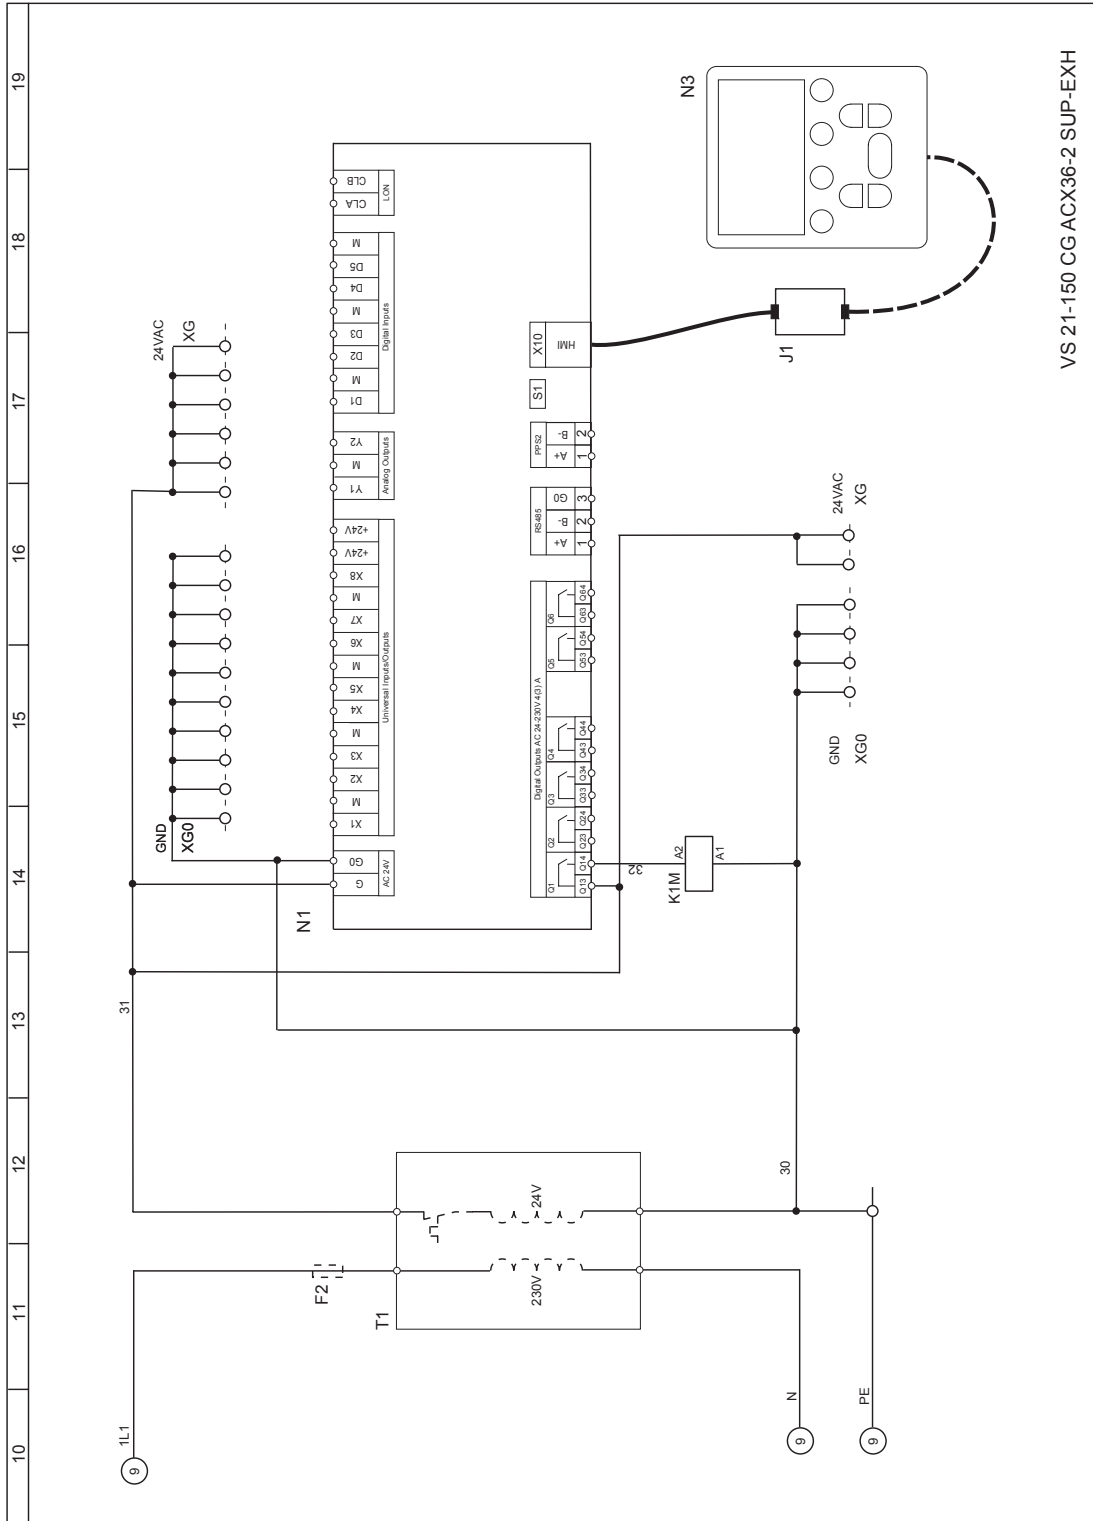 10 11 12 13 14 15 16 17 18 19
1L1
9
31
GND
XG0
24VAC
XG
F2
T1
230V
24V
N
9
PE
9
30
N1
G G0
AC 24V
X1 M X2 X3 M X4 X5 M X6 X7 M X8 +24V +24V
Universal Inputs/Outputs
Y1 M Y2
Analog Outputs
D1 M D2 D3 M D4 D5 M
Digital Inputs
CLA CLB
LON
Digital Outputs AC 24-230V 4(3) A
Q1 Q2 Q3 Q4 Q5 Q6
Q13 Q14 Q23 Q24 Q33 Q34 Q43 Q44 Q53 Q54 Q63 Q64
RS485
A+ B- G0
1 2 3
PPS2
A+ B-
1 2
S1
X10
HMI
32
K1M
A2
A1
GND
XG0
24VAC
XG
J1
N3
VS 21-150 CG ACX36-2 SUP-EXH